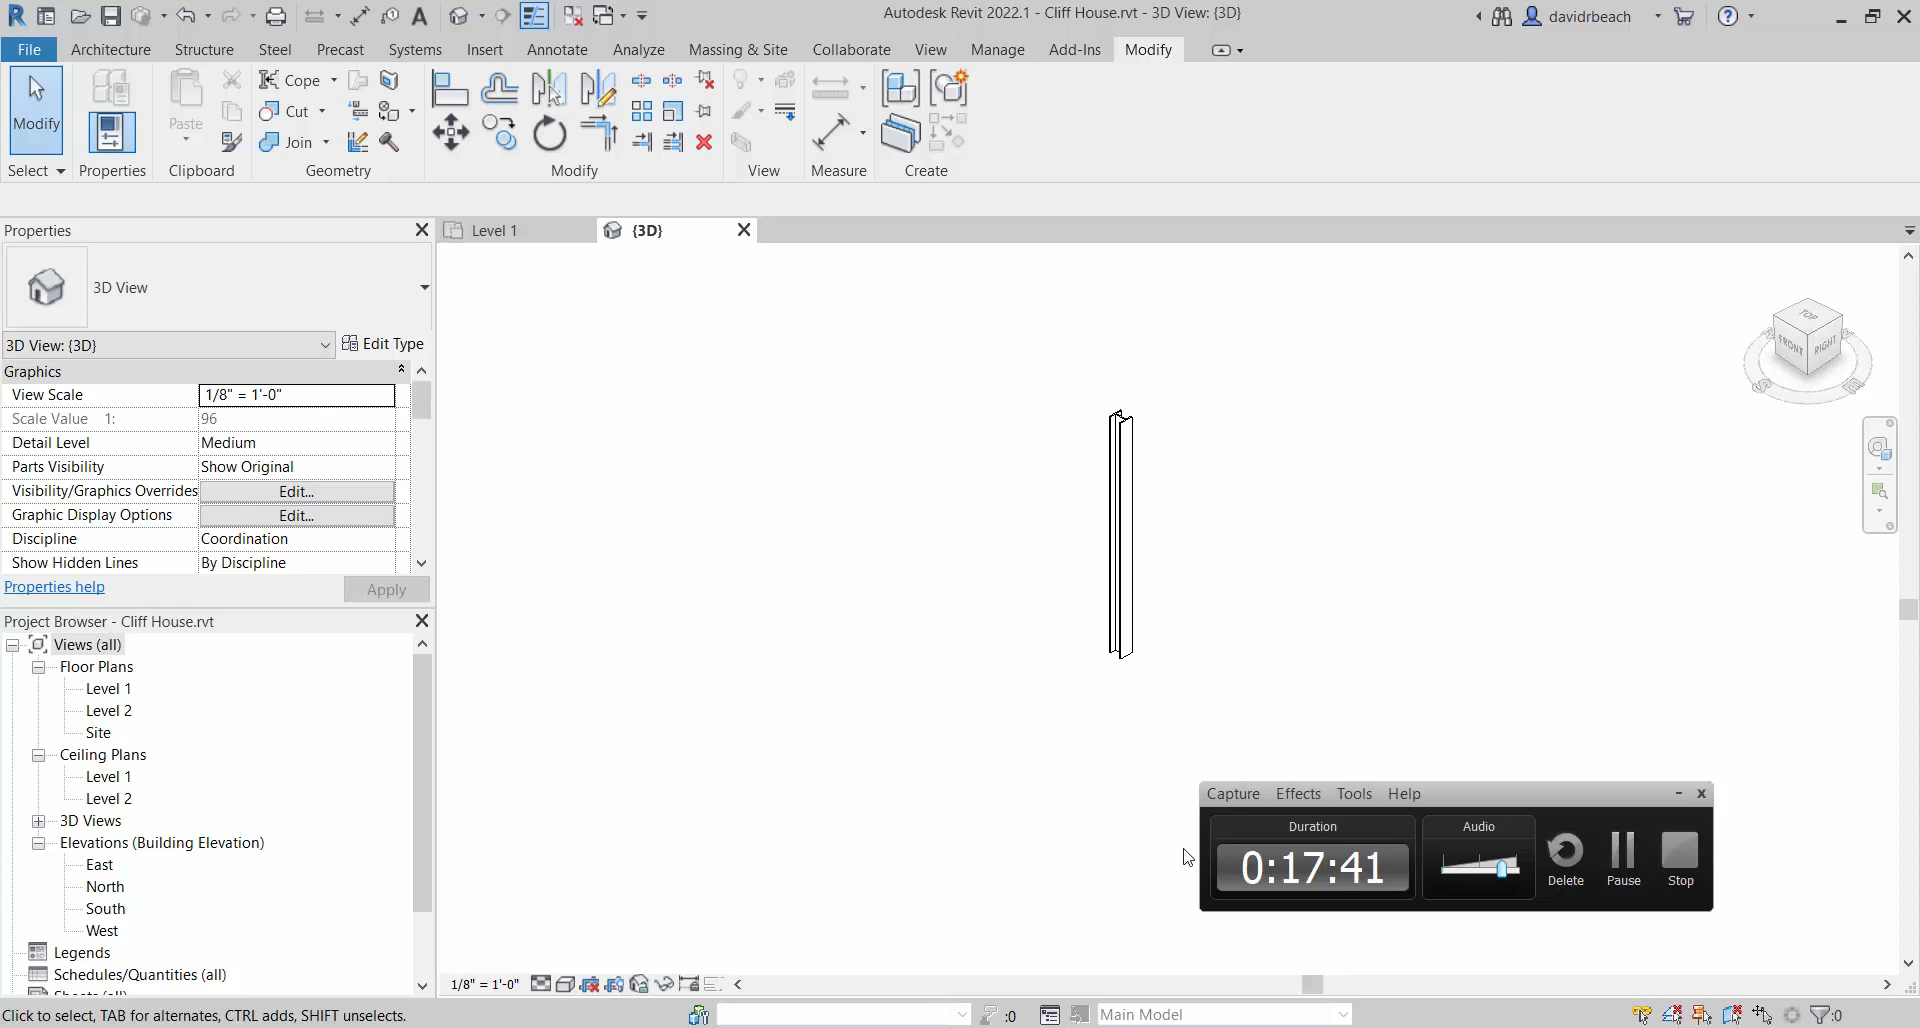 Autodesk Revit 2022.1 - Cliff House.rvt - 3D View: {3D}
davidrbeach
File Architecture Structure Steel Precast Systems Insert Annotate Analyze Massing & Site Collaborate View Manage Add-Ins Modify
Modify
Paste
Cope
Cut
Join
Select Properties Clipboard Geometry Modify View Measure Create
Properties
3D View
3D View: {3D}
Edit Type
Graphics
View Scale 1/8" = 1'-0"
Scale Value 1: 96
Detail Level Medium
Parts Visibility Show Original
Visibility/Graphics Overrides Edit...
Graphic Display Options Edit...
Discipline Coordination
Show Hidden Lines By Discipline
Properties help Apply
Project Browser - Cliff House.rvt
Views (all)
Floor Plans
Level 1
Level 2
Site
Ceiling Plans
Level 1
Level 2
3D Views
Elevations (Building Elevation)
East
North
South
West
Legends
Schedules/Quantities (all)
Sheets (all)
Level 1 {3D}
TOP
FRONT RIGHT
S E
Capture Effects Tools Help
Duration
0:17:41
Audio
Delete Pause Stop
1/8" = 1'-0"
Click to select, TAB for alternates, CTRL adds, SHIFT unselects.
:0
Main Model
:0